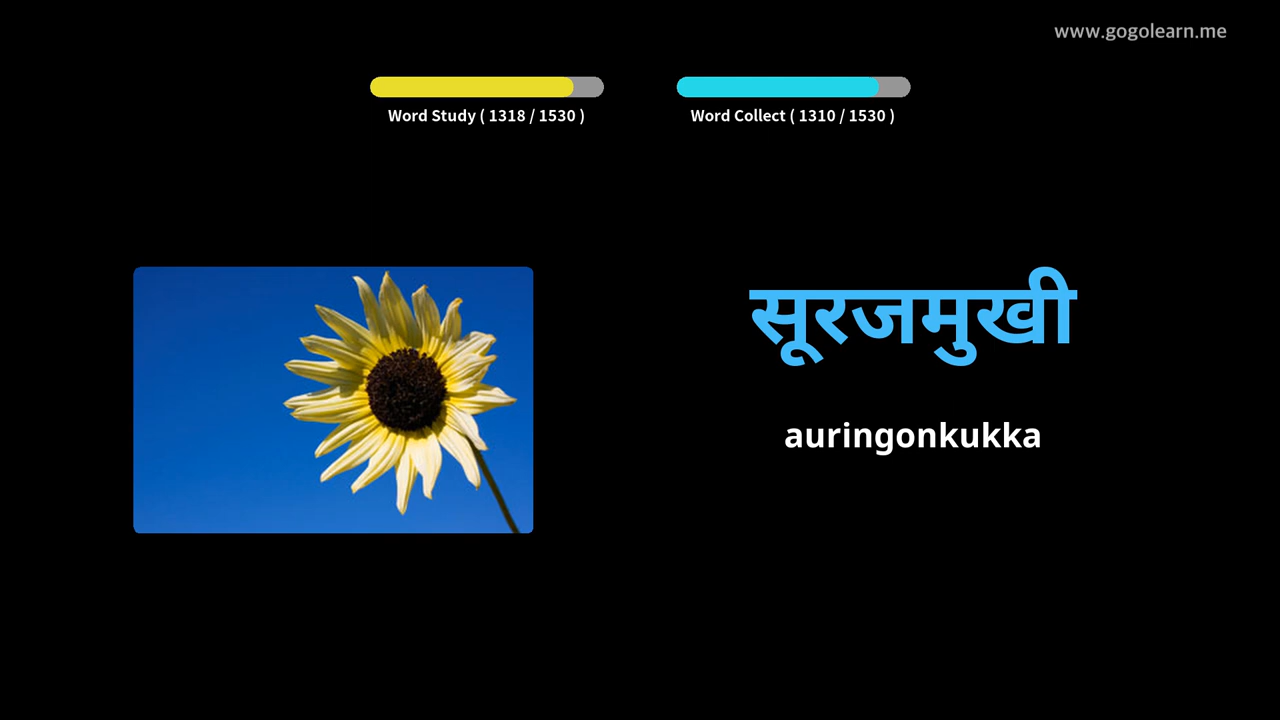 www.gogolearn.me
Word Study ( 1318 / 1530 )
Word Collect ( 1310 / 1530 )
सूरजमुखी
auringonkukka